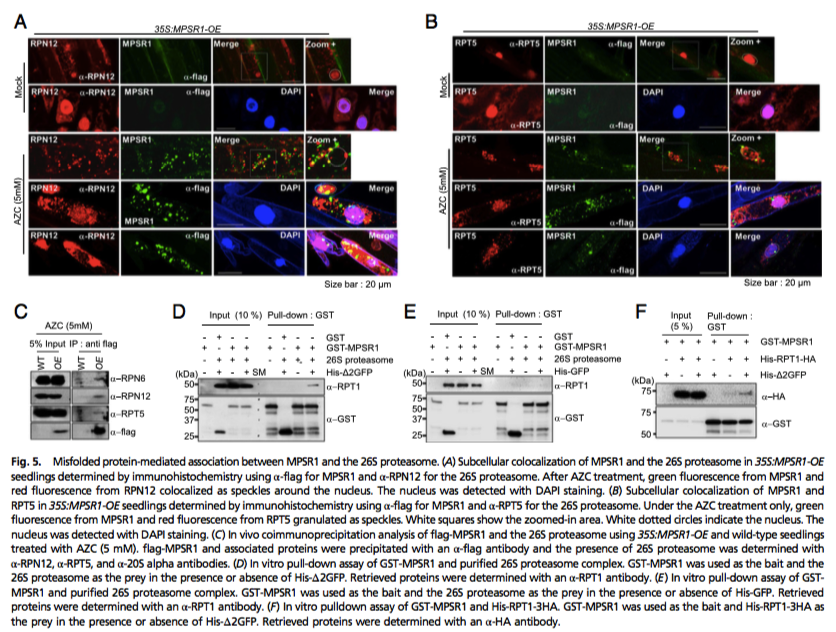 A
35S:MPSR1-OE
Mock
RPN12 α-RPN12
MPSR1 α-flag
Merge
Zoom +
RPN12 α-RPN12
MPSR1 α-flag
DAPI
Merge
AZC (5mM)
RPN12 α-RPN12
MPSR1 α-flag
Merge
Zoom +
RPN12 α-RPN12
α-flag
MPSR1
DAPI
Merge
RPN12 α-RPN12
MPSR1 α-flag
DAPI
Merge
Size bar : 20 µm
B
35S:MPSR1-OE
Mock
RPT5 α-RPT5
MPSR1 α-flag
Merge
Zoom +
RPT5 α-RPT5
MPSR1 α-flag
DAPI
Merge
AZC (5mM)
RPT5 α-RPT5
MPSR1 α-flag
Merge
Zoom +
RPT5 α-RPT5
MPSR1 α-flag
DAPI
Merge
RPT5 α-RPT5
MPSR1 α-flag
DAPI
Merge
Size bar : 20 µm
C
AZC (5mM)
5% Input IP : anti flag
WT OE WT OE
α-RPN6
α-RPN12
α-RPT5
α-flag
D
Input (10 %) Pull-down : GST
GST
GST-MPSR1
26S proteasome
His-Δ2GFP
SM
(kDa)
50
α-RPT1
75
50
37
25
α-GST
E
Input (10 %) Pull-down : GST
GST
GST-MPSR1
26S proteasome
His-GFP
SM
(kDa)
50
α-RPT1
75
50
37
25
α-GST
F
Input (5 %)
Pull-down : GST
GST-MPSR1
His-RPT1-HA
His-Δ2GFP
(kDa)
75
50
α-HA
75
50
α-GST
Fig. 5. Misfolded protein-mediated association between MPSR1 and the 26S proteasome. (A) Subcellular colocalization of MPSR1 and the 26S proteasome in 35S:MPSR1-OE
seedlings determined by immunohistochemistry using α-flag for MPSR1 and α-RPN12 for the 26S proteasome. After AZC treatment, green fluorescence from MPSR1 and
red fluorescence from RPN12 colocalized as speckles around the nucleus. The nucleus was detected with DAPI staining. (B) Subcellular colocalization of MPSR1 and
RPT5 in 35S:MPSR1-OE seedlings determined by immunohistochemistry using α-flag for MPSR1 and α-RPT5 for the 26S proteasome. Under the AZC treatment only, green
fluorescence from MPSR1 and red fluorescence from RPT5 granulated as speckles. White squares show the zoomed-in area. White dotted circles indicate the nucleus. The
nucleus was detected with DAPI staining. (C) In vivo coimmunoprecipitation analysis of flag-MPSR1 and the 26S proteasome using 35S:MPSR1-OE and wild-type seedlings
treated with AZC (5 mM). flag-MPSR1 and associated proteins were precipitated with an α-flag antibody and the presence of 26S proteasome was determined with
α-RPN12, α-RPT5, and α-20S alpha antibodies. (D) In vitro pull-down assay of GST-MPSR1 and purified 26S proteasome complex. GST-MPSR1 was used as the bait and the
26S proteasome as the prey in the presence or absence of His-Δ2GFP. Retrieved proteins were determined with an α-RPT1 antibody. (E) In vitro pull-down assay of GST-
MPSR1 and purified 26S proteasome complex. GST-MPSR1 was used as the bait and the 26S proteasome as the prey in the presence or absence of His-GFP. Retrieved
proteins were determined with an α-RPT1 antibody. (F) In vitro pulldown assay of GST-MPSR1 and His-RPT1-3HA. GST-MPSR1 was used as the bait and His-RPT1-3HA as
the prey in the presence or absence of His-Δ2GFP. Retrieved proteins were determined with an α-HA antibody.